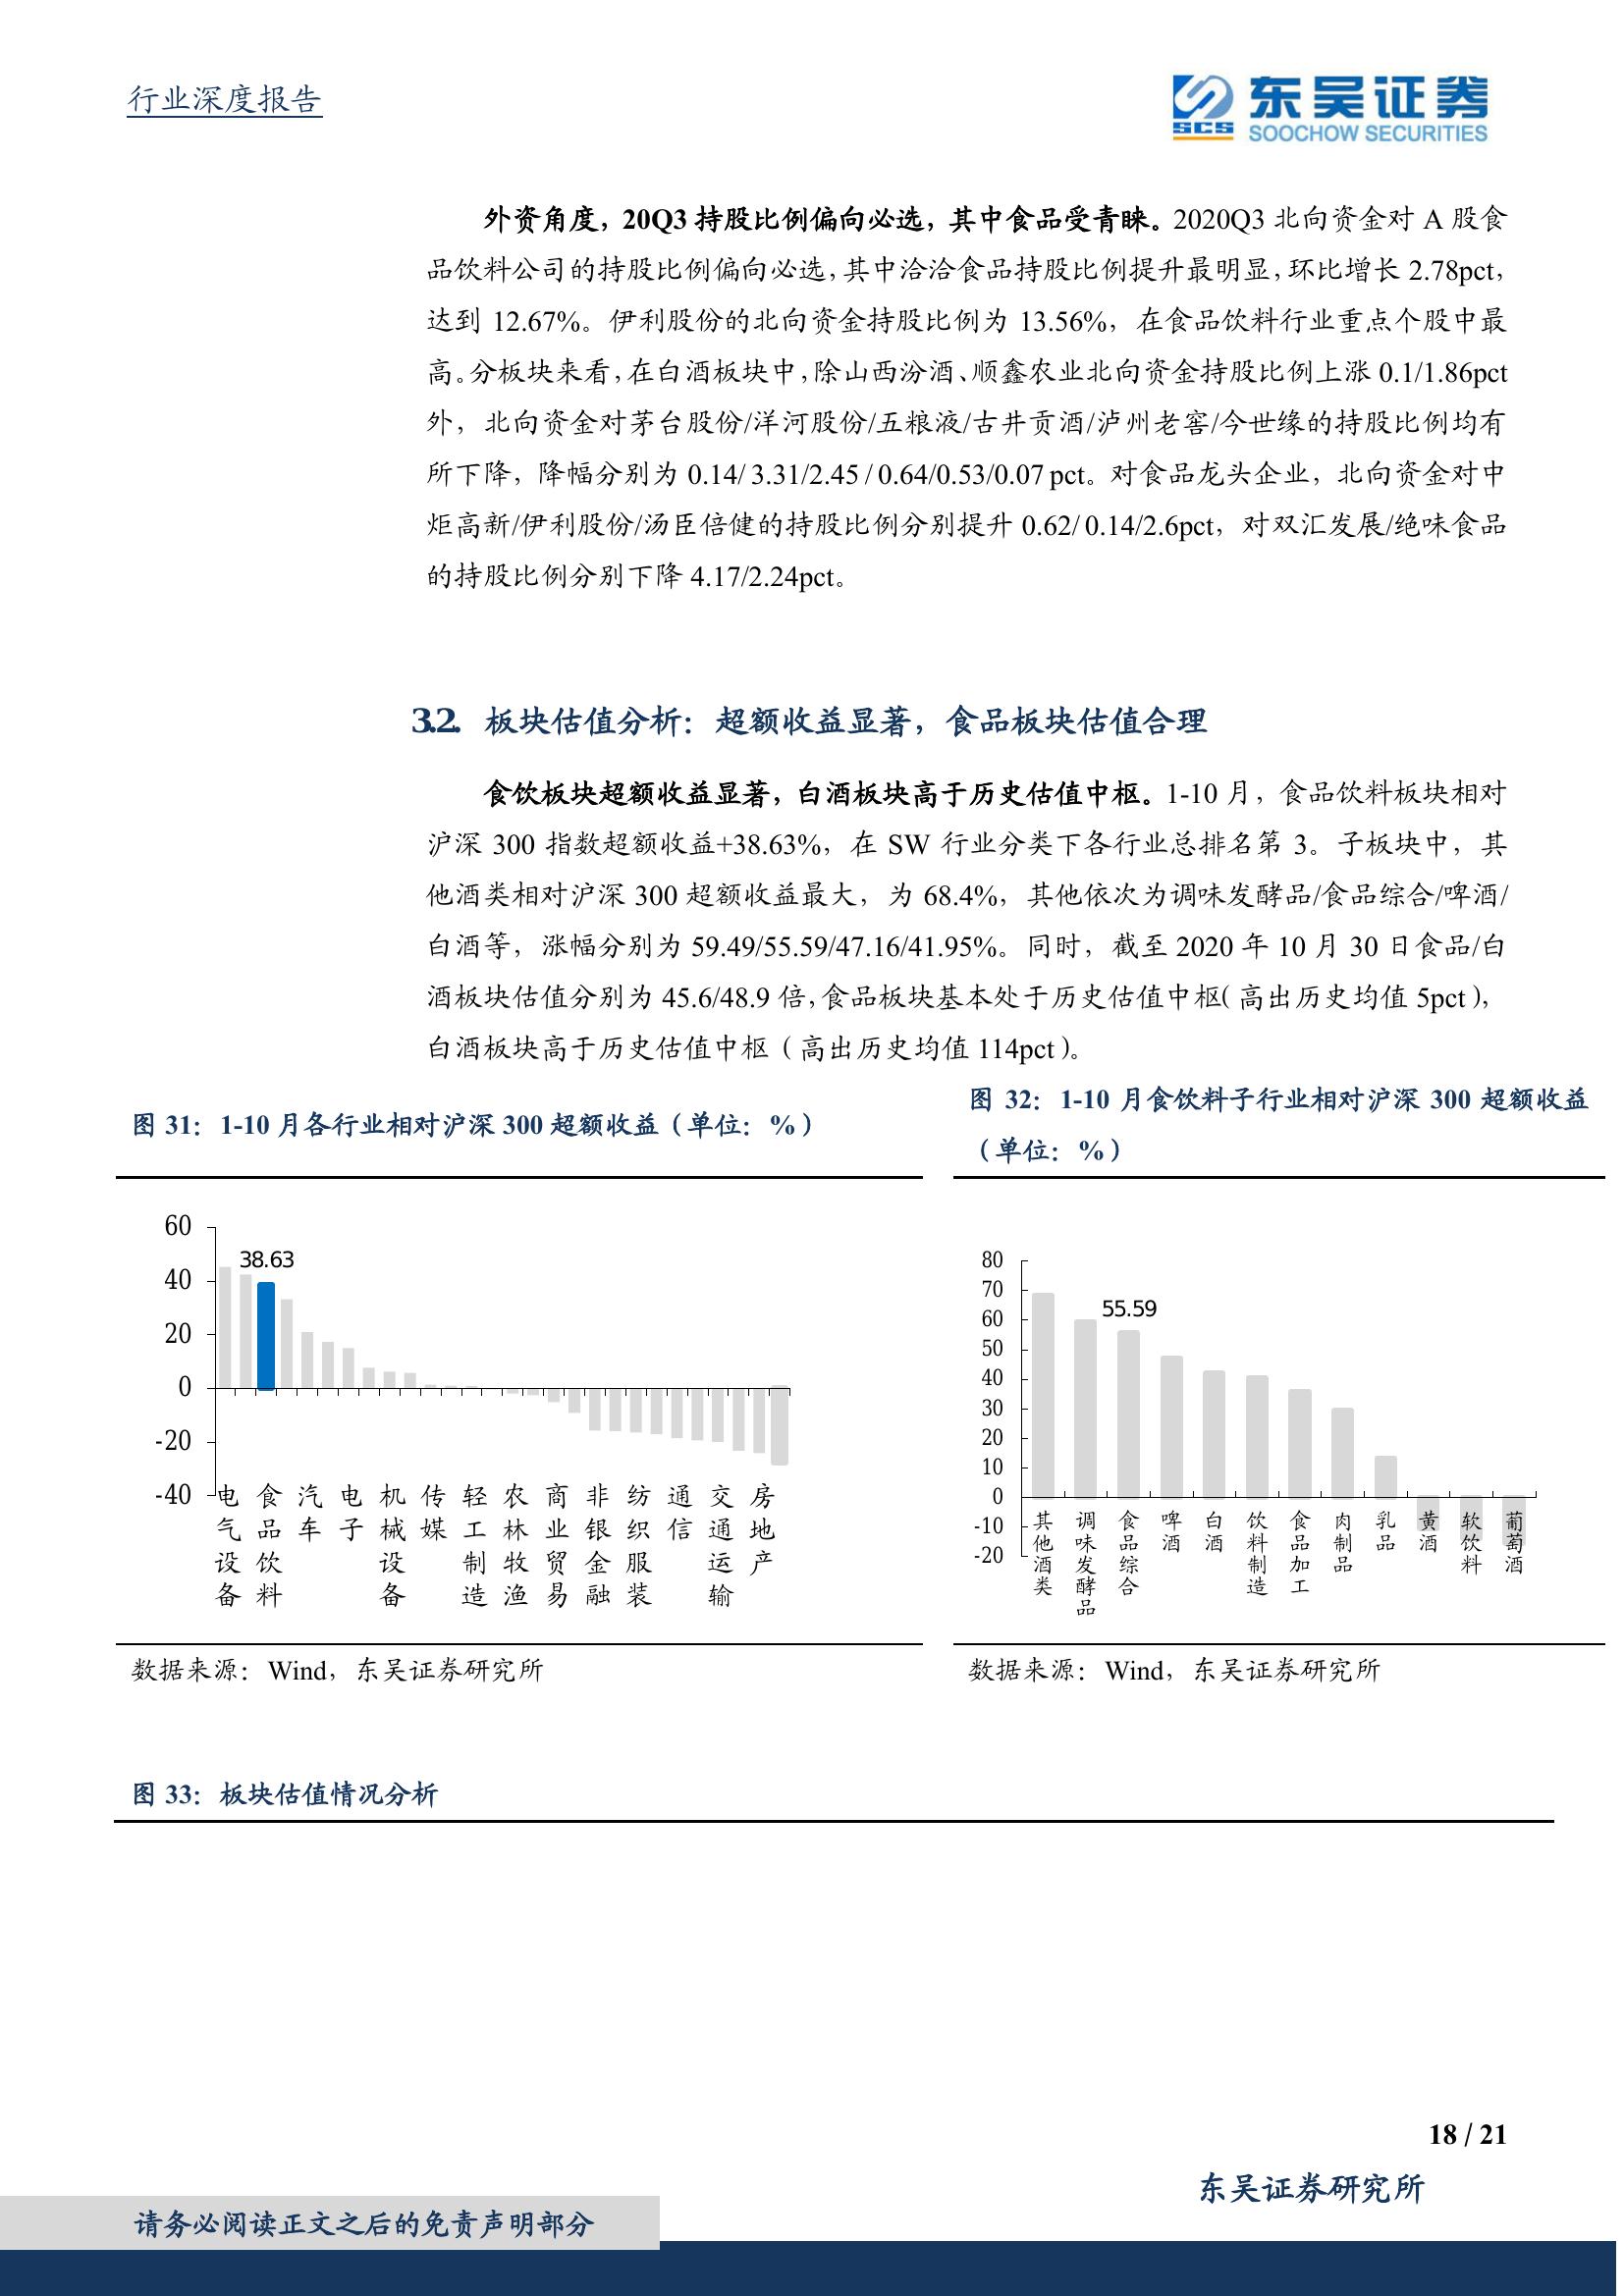 行业深度报告
东吴证券
SCS
SOOCHOW SECURITIES
外资角度，20Q3 持股比例偏向必选，其中食品受青睐。2020Q3 北向资金对 A 股食
品饮料公司的持股比例偏向必选，其中洽洽食品持股比例提升最明显，环比增长 2.78pct，
达到 12.67%。伊利股份的北向资金持股比例为 13.56%，在食品饮料行业重点个股中最
高。分板块来看，在白酒板块中，除山西汾酒、顺鑫农业北向资金持股比例上涨 0.1/1.86pct
外，北向资金对茅台股份/洋河股份/五粮液/古井贡酒/泸州老窖/今世缘的持股比例均有
所下降，降幅分别为 0.14/ 3.31/2.45 / 0.64/0.53/0.07 pct。对食品龙头企业，北向资金对中
炬高新/伊利股份/汤臣倍健的持股比例分别提升 0.62/ 0.14/2.6pct，对双汇发展/绝味食品
的持股比例分别下降 4.17/2.24pct。
3.2. 板块估值分析：超额收益显著，食品板块估值合理
食饮板块超额收益显著，白酒板块高于历史估值中枢。1-10 月，食品饮料板块相对
沪深 300 指数超额收益+38.63%，在 SW 行业分类下各行业总排名第 3。子板块中，其
他酒类相对沪深 300 超额收益最大，为 68.4%，其他依次为调味发酵品/食品综合/啤酒/
白酒等，涨幅分别为 59.49/55.59/47.16/41.95%。同时，截至 2020 年 10 月 30 日食品/白
酒板块估值分别为 45.6/48.9 倍，食品板块基本处于历史估值中枢（高出历史均值 5pct），
白酒板块高于历史估值中枢（高出历史均值 114pct）。
图 31：1-10 月各行业相对沪深 300 超额收益（单位：%）
60
40
20
0
-20
-40
38.63
电气设备
食品饮料
汽车
电子
机械设备
传媒
轻工制造
农林牧渔
商业贸易
非银金融
纺织服装
通信
交通运输
房地产
数据来源：Wind，东吴证券研究所
图 32：1-10 月食饮料子行业相对沪深 300 超额收益
（单位：%）
80
70
60
50
40
30
20
10
0
-10
-20
55.59
其他酒类
调味发酵品
食品综合
啤酒
白酒
饮料制造
食品加工
肉制品
乳品
黄酒
软饮料
葡萄酒
数据来源：Wind，东吴证券研究所
图 33：板块估值情况分析
18 / 21
东吴证券研究所
请务必阅读正文之后的免责声明部分